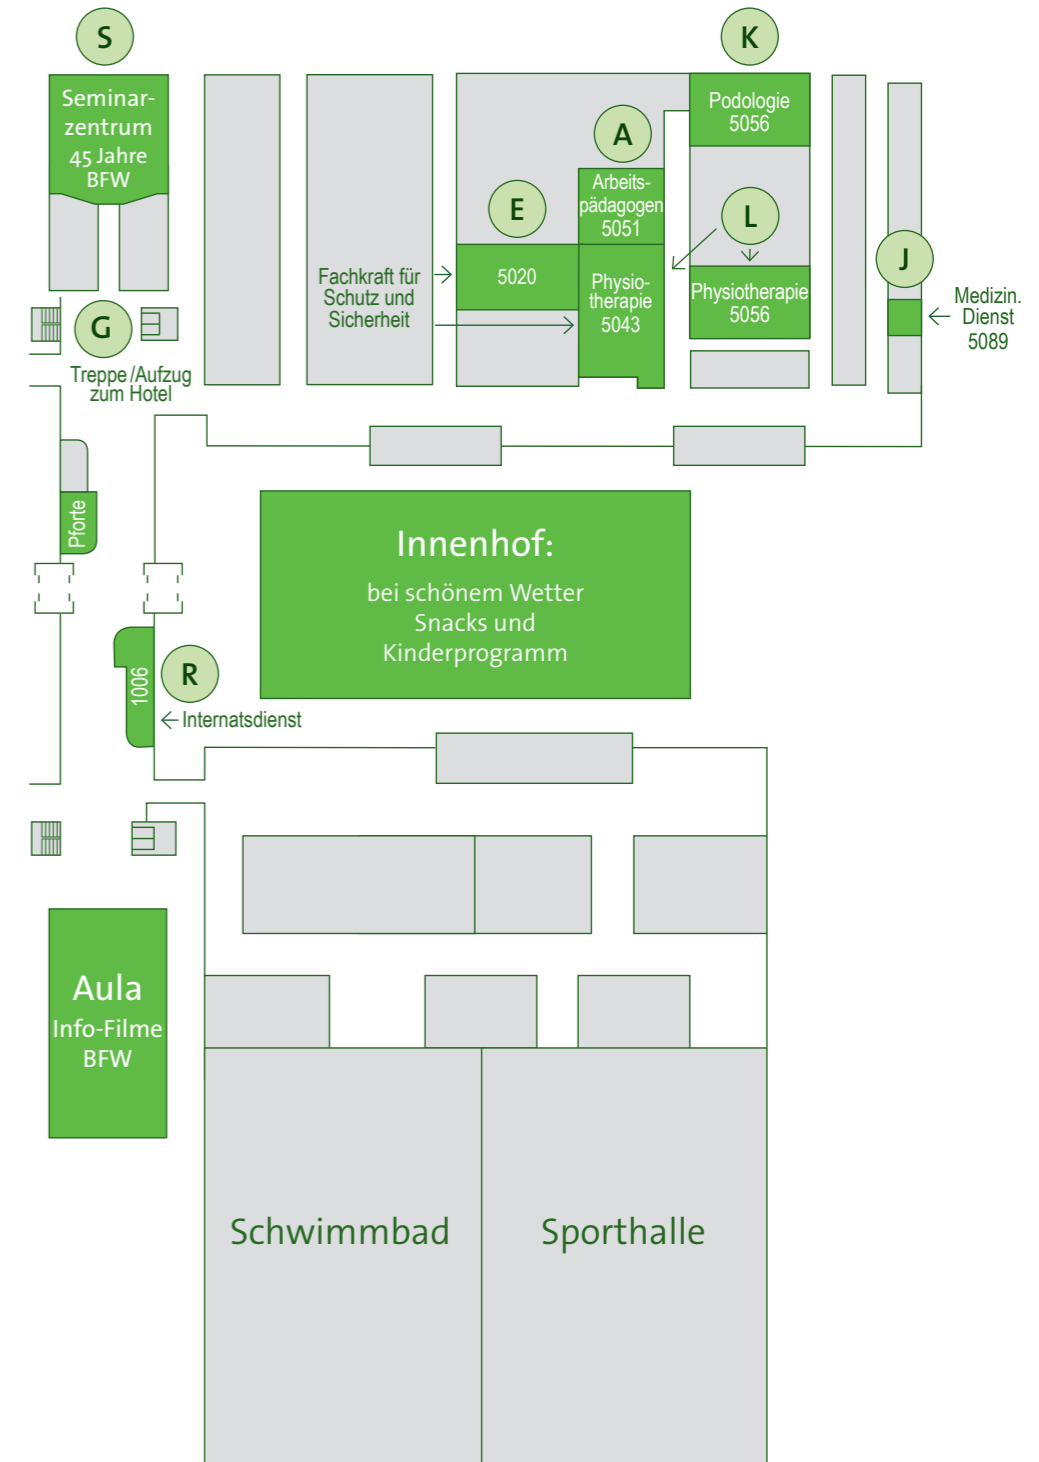 S
Seminar-
zentrum
45 Jahre
BFW
K
Podologie
5056
A
Arbeits-
pädagogen
5051
E
5020
Fachkraft für
Schutz und
Sicherheit
Physio-
therapie
5043
L
Physiotherapie
5056
J
Medizin.
Dienst
5089
G
Treppe/Aufzug
zum Hotel
Pforte
Innenhof:
bei schönem Wetter
Snacks und
Kinderprogramm
1006
R
Internatsdienst
Aula
Info-Filme
BFW
Schwimmbad
Sporthalle